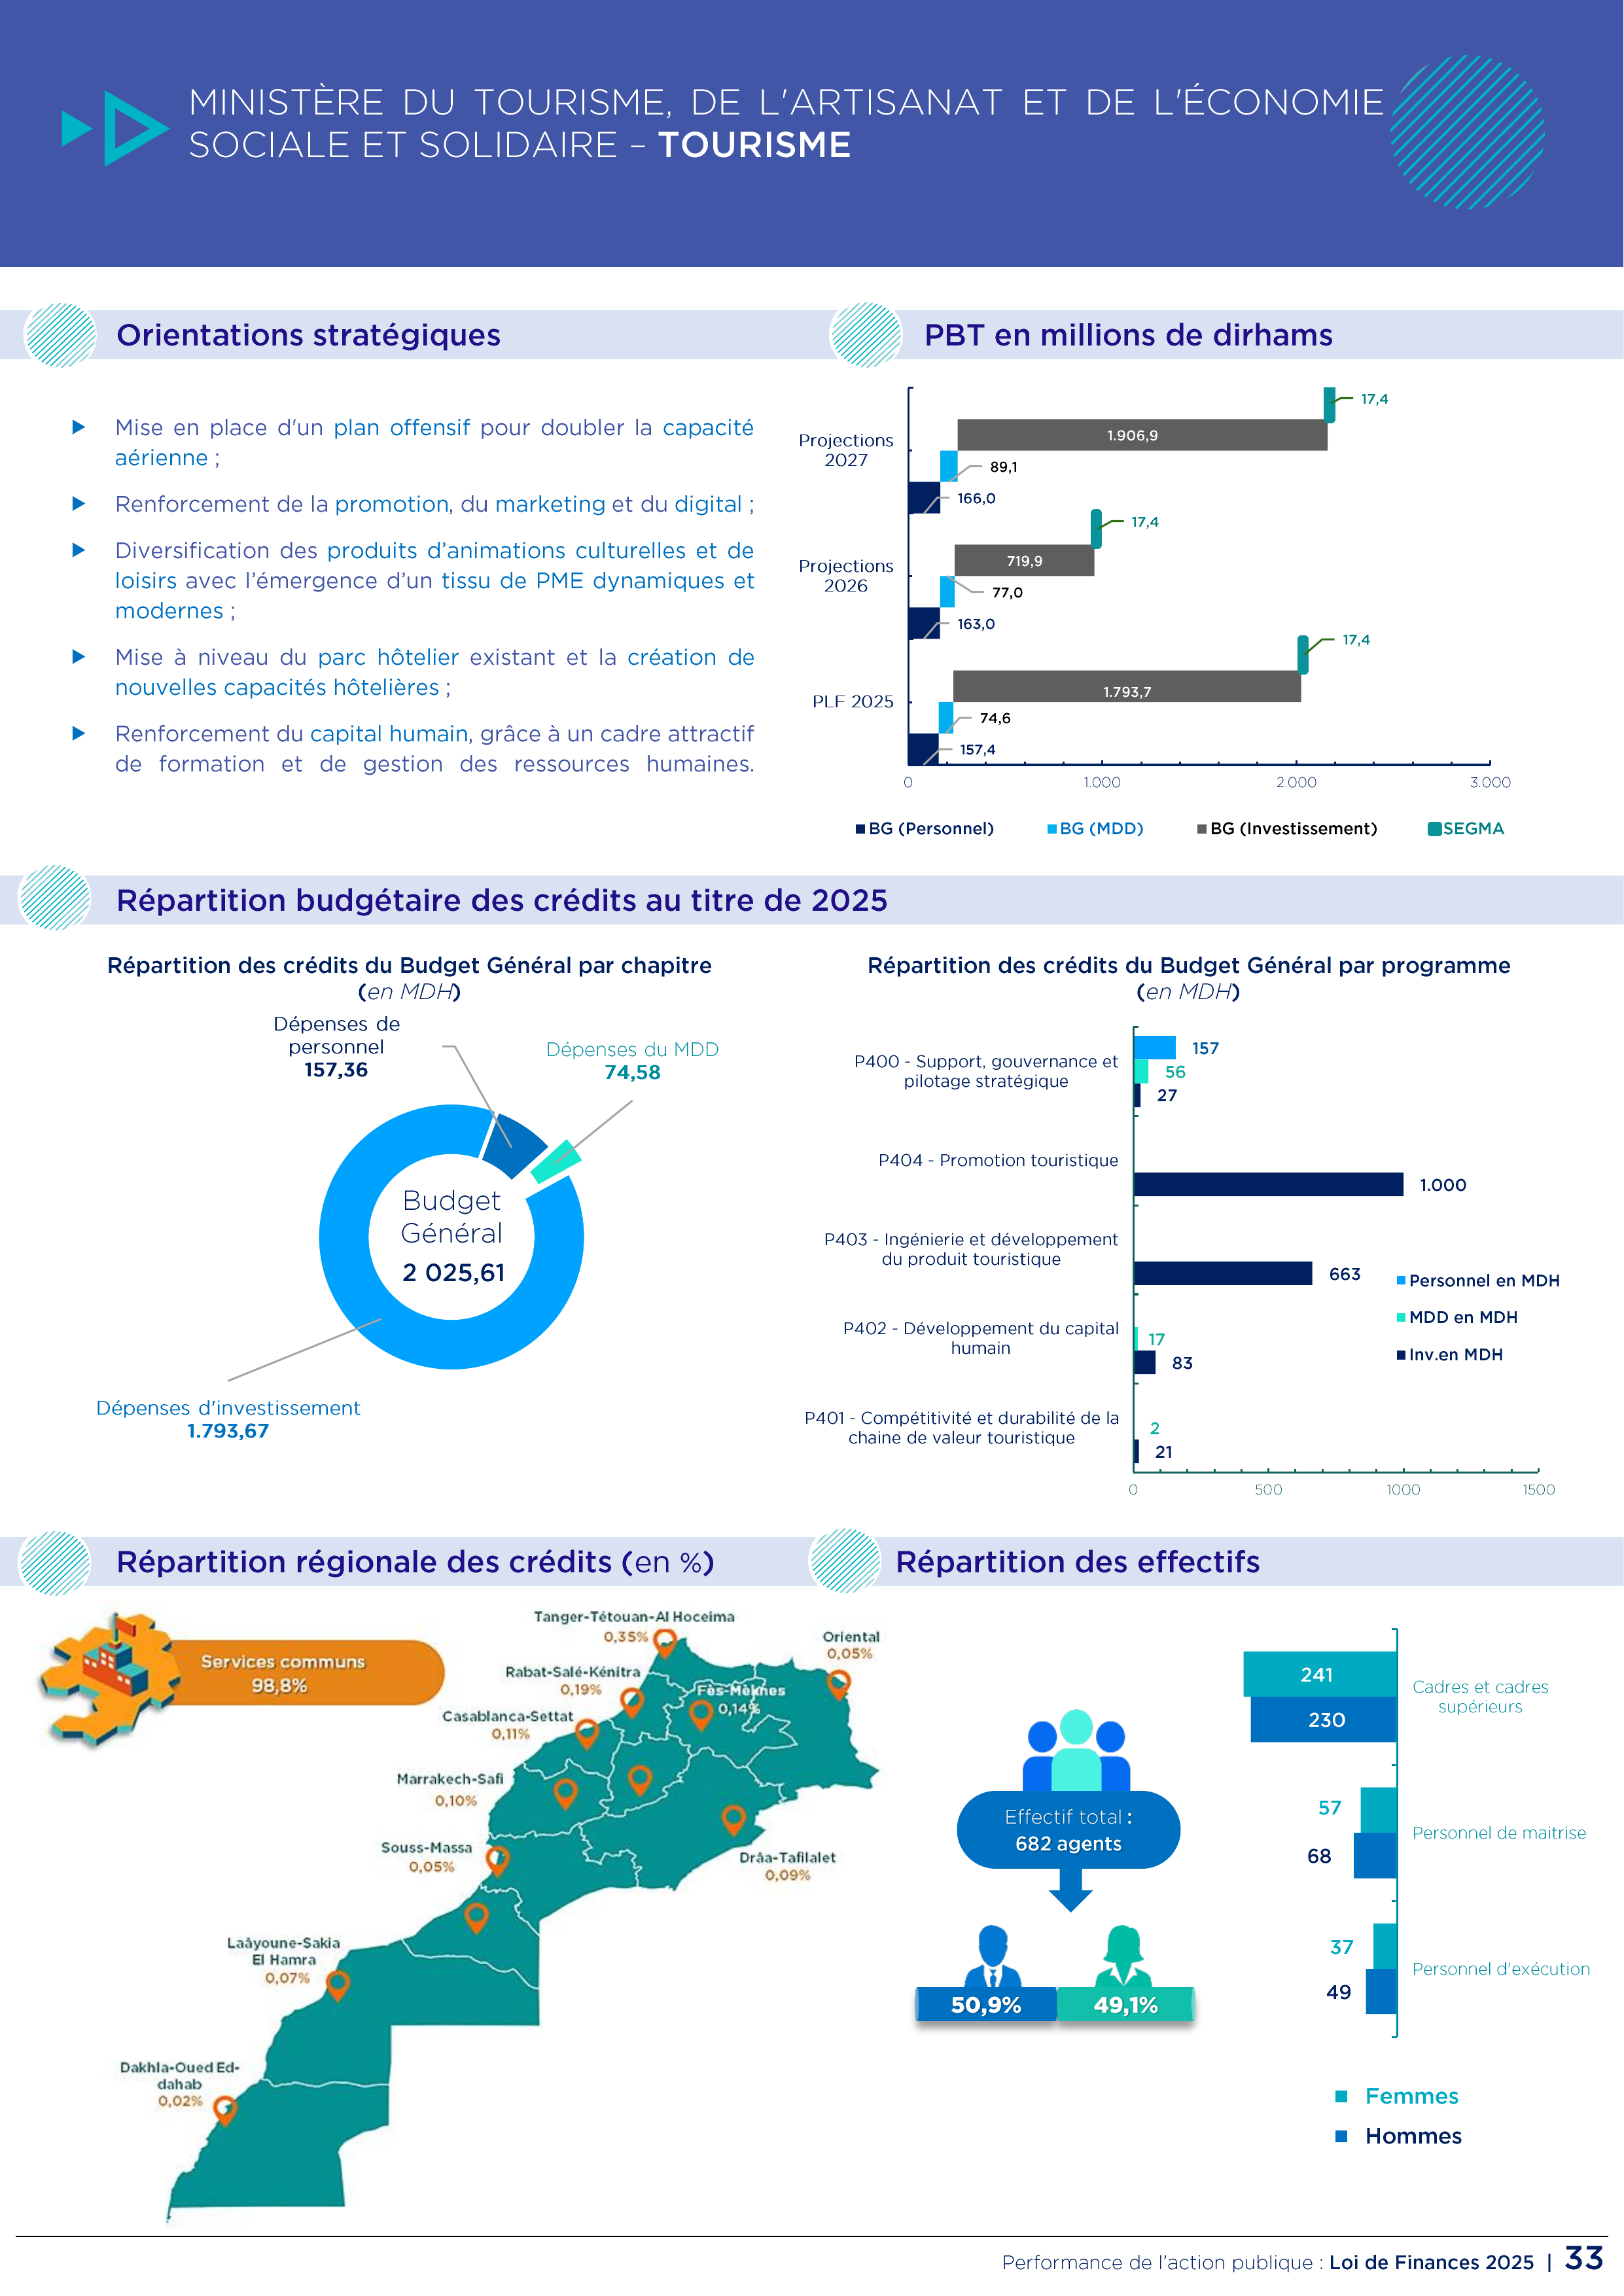 MINISTÈRE DU TOURISME, DE L'ARTISANAT ET DE L'ÉCONOMIE
SOCIALE ET SOLIDAIRE – TOURISME
Orientations stratégiques
Mise en place d'un plan offensif pour doubler la capacité
aérienne ;
Renforcement de la promotion, du marketing et du digital ;
Diversification des produits d’animations culturelles et de
loisirs avec l’émergence d’un tissu de PME dynamiques et
modernes ;
Mise à niveau du parc hôtelier existant et la création de
nouvelles capacités hôtelières ;
Renforcement du capital humain, grâce à un cadre attractif
de formation et de gestion des ressources humaines.
PBT en millions de dirhams
17,4
1.906,9
Projections
2027
89,1
166,0
17,4
719,9
Projections
2026
77,0
163,0
17,4
1.793,7
PLF 2025
74,6
157,4
0
1.000
2.000
3.000
BG (Personnel)
BG (MDD)
BG (Investissement)
SEGMA
Répartition budgétaire des crédits au titre de 2025
Répartition des crédits du Budget Général par chapitre
(en MDH)
Dépenses de
personnel
157,36
Dépenses du MDD
74,58
Budget
Général
2 025,61
Dépenses d'investissement
1.793,67
Répartition des crédits du Budget Général par programme
(en MDH)
P400 - Support, gouvernance et
pilotage stratégique
157
56
27
P404 - Promotion touristique
1.000
P403 - Ingénierie et développement
du produit touristique
663
P402 - Développement du capital
humain
17
83
P401 - Compétitivité et durabilité de la
chaine de valeur touristique
2
21
0
500
1000
1500
Personnel en MDH
MDD en MDH
Inv.en MDH
Répartition régionale des crédits (en %)
Services communs
98,8%
Tanger-Tétouan-Al Hoceima
0,35%
Oriental
0,05%
Rabat-Salé-Kénitra
0,19%
Fès-Mèknes
0,14%
Casablanca-Settat
0,11%
Marrakech-Safi
0,10%
Souss-Massa
0,05%
Drâa-Tafilalet
0,09%
Laâyoune-Sakia
El Hamra
0,07%
Dakhla-Oued Ed-
dahab
0,02%
Répartition des effectifs
Effectif total :
682 agents
50,9%
49,1%
241
230
Cadres et cadres
supérieurs
57
68
Personnel de maitrise
37
49
Personnel d'exécution
Femmes
Hommes
Performance de l’action publique : Loi de Finances 2025 | 33